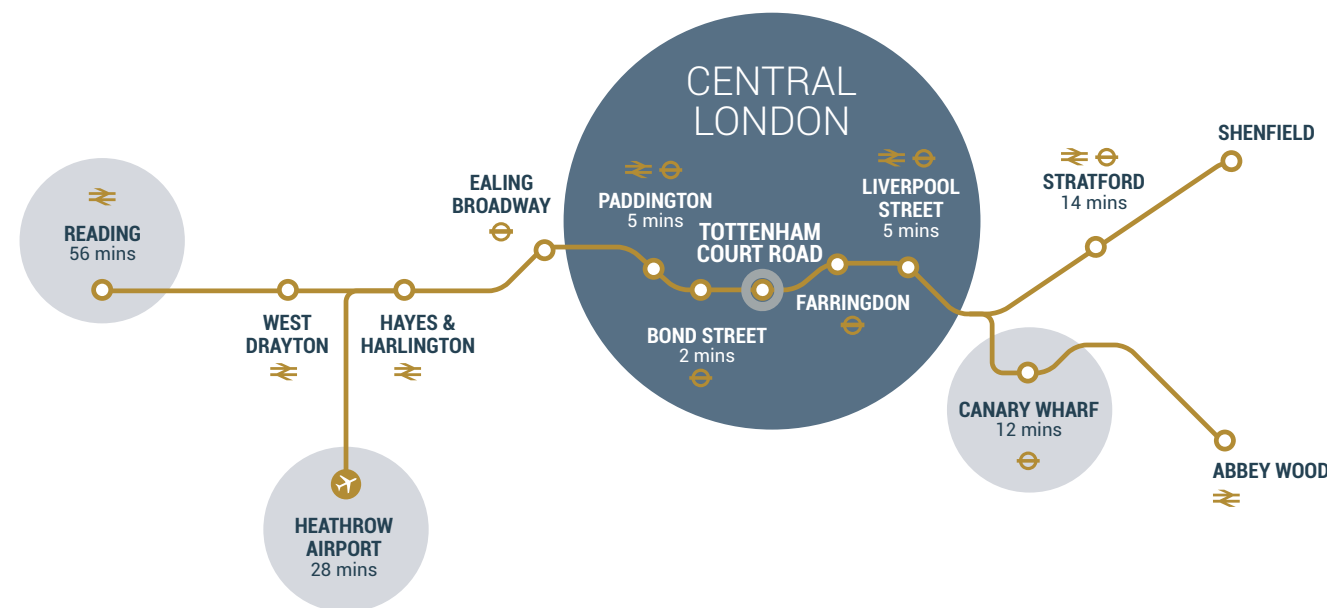 CENTRAL
LONDON
READING
56 mins
WEST
DRAYTON
HAYES &
HARLINGTON
HEATHROW
AIRPORT
28 mins
EALING
BROADWAY
PADDINGTON
5 mins
BOND STREET
2 mins
TOTTENHAM
COURT ROAD
FARRINGDON
LIVERPOOL
STREET
5 mins
STRATFORD
14 mins
SHENFIELD
CANARY WHARF
12 mins
ABBEY WOOD